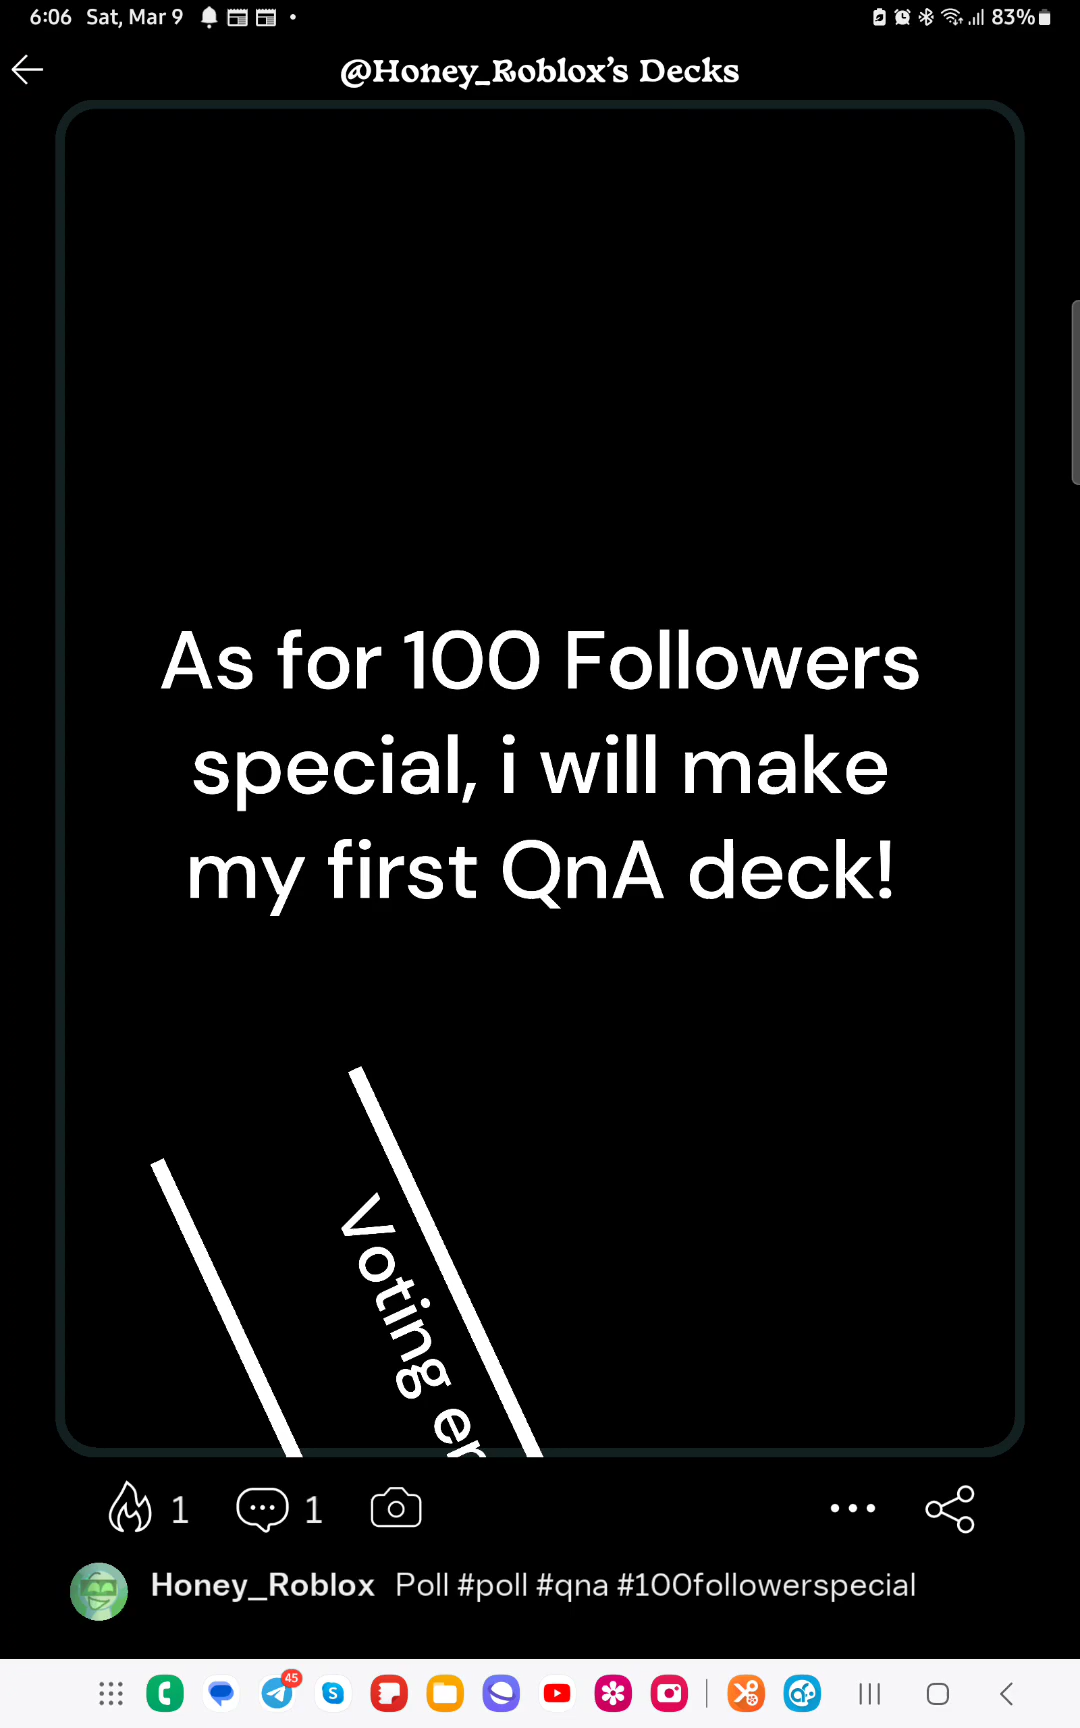 6:06 Sat, Mar 9
83%
@Honey_Roblox's Decks
As for 100 Followers
special, i will make
my first QnA deck!
Voting
1 1
Honey_Roblox Poll #poll #qna #100followerspecial
45
S